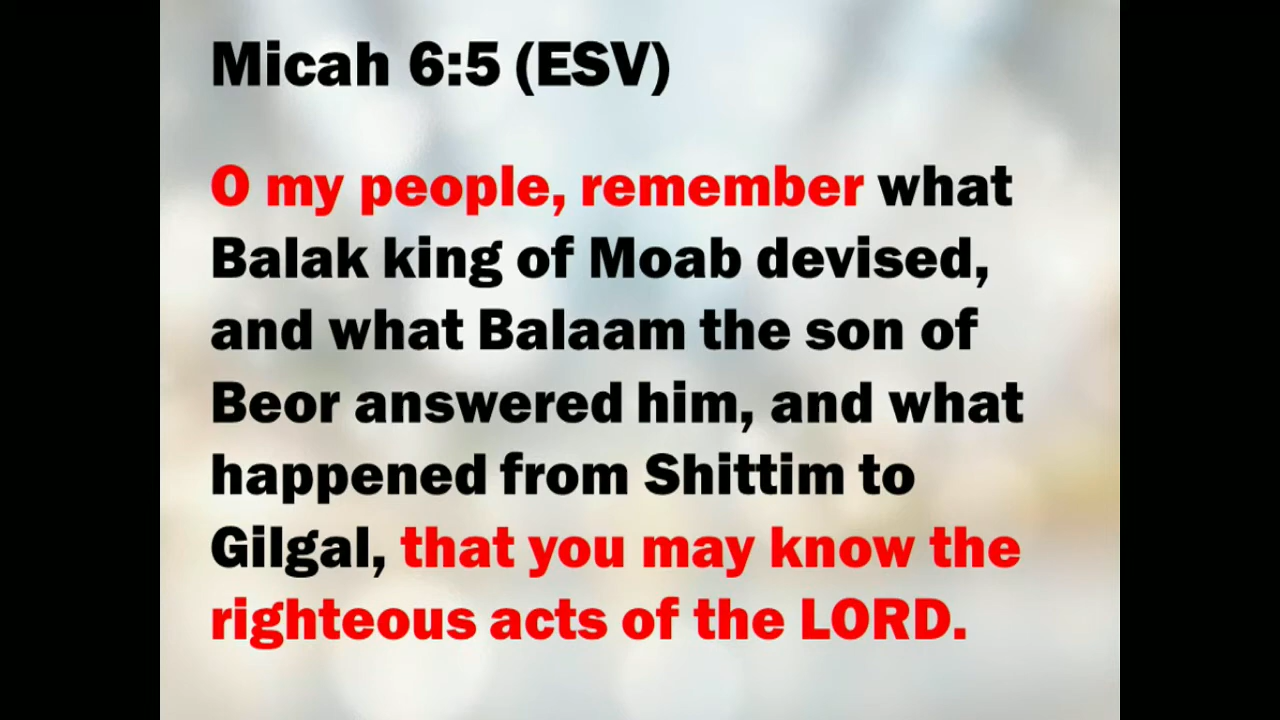 Micah 6:5 (ESV)
O my people, remember what
Balak king of Moab devised,
and what Balaam the son of
Beor answered him, and what
happened from Shittim to
Gilgal, that you may know the
righteous acts of the LORD.